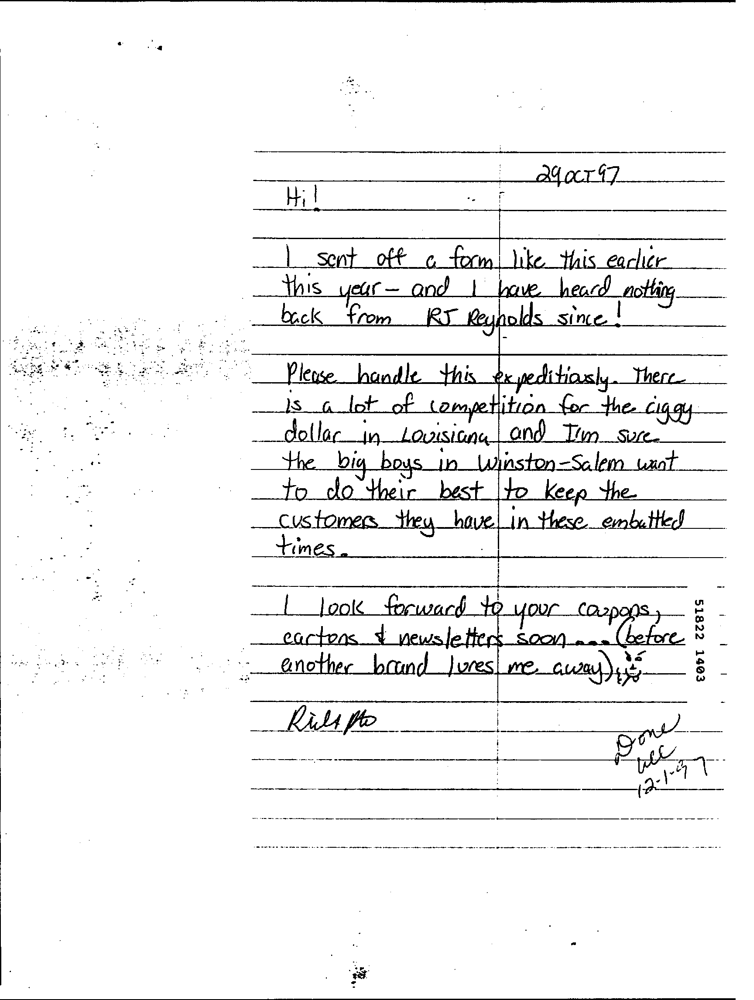 29 OCT 97
Hi!
I sent off a form like this earlier
this year - and I have heard nothing
back from RJ Reynolds since!
Please handle this expeditiously. There
is a lot of competition for the ciggy
dollar in Louisiana and I'm sure
the big boys in Winston-Salem want
to do their best to keep the
customers they have in these embattled
times.
I look forward to your coupons,
cartons & newsletters soon... (before
another brand lures me away)
51822 1403
Done
12-1-97